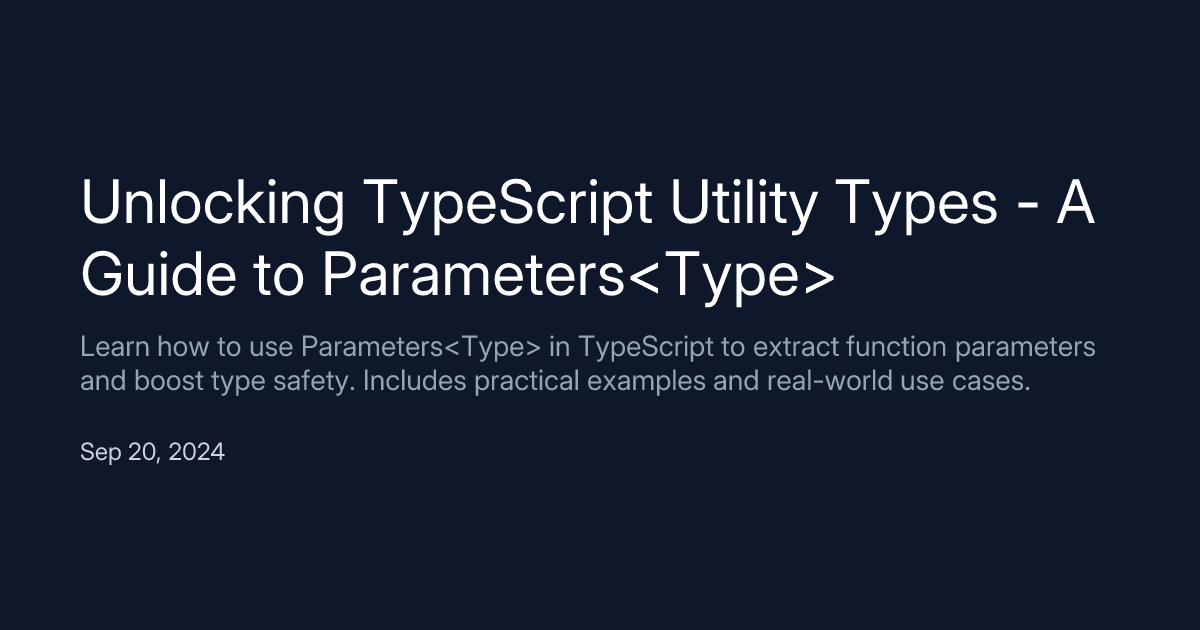 Unlocking TypeScript Utility Types - A
Guide to Parameters<Type>
Learn how to use Parameters<Type> in TypeScript to extract function parameters
and boost type safety. Includes practical examples and real-world use cases.
Sep 20, 2024